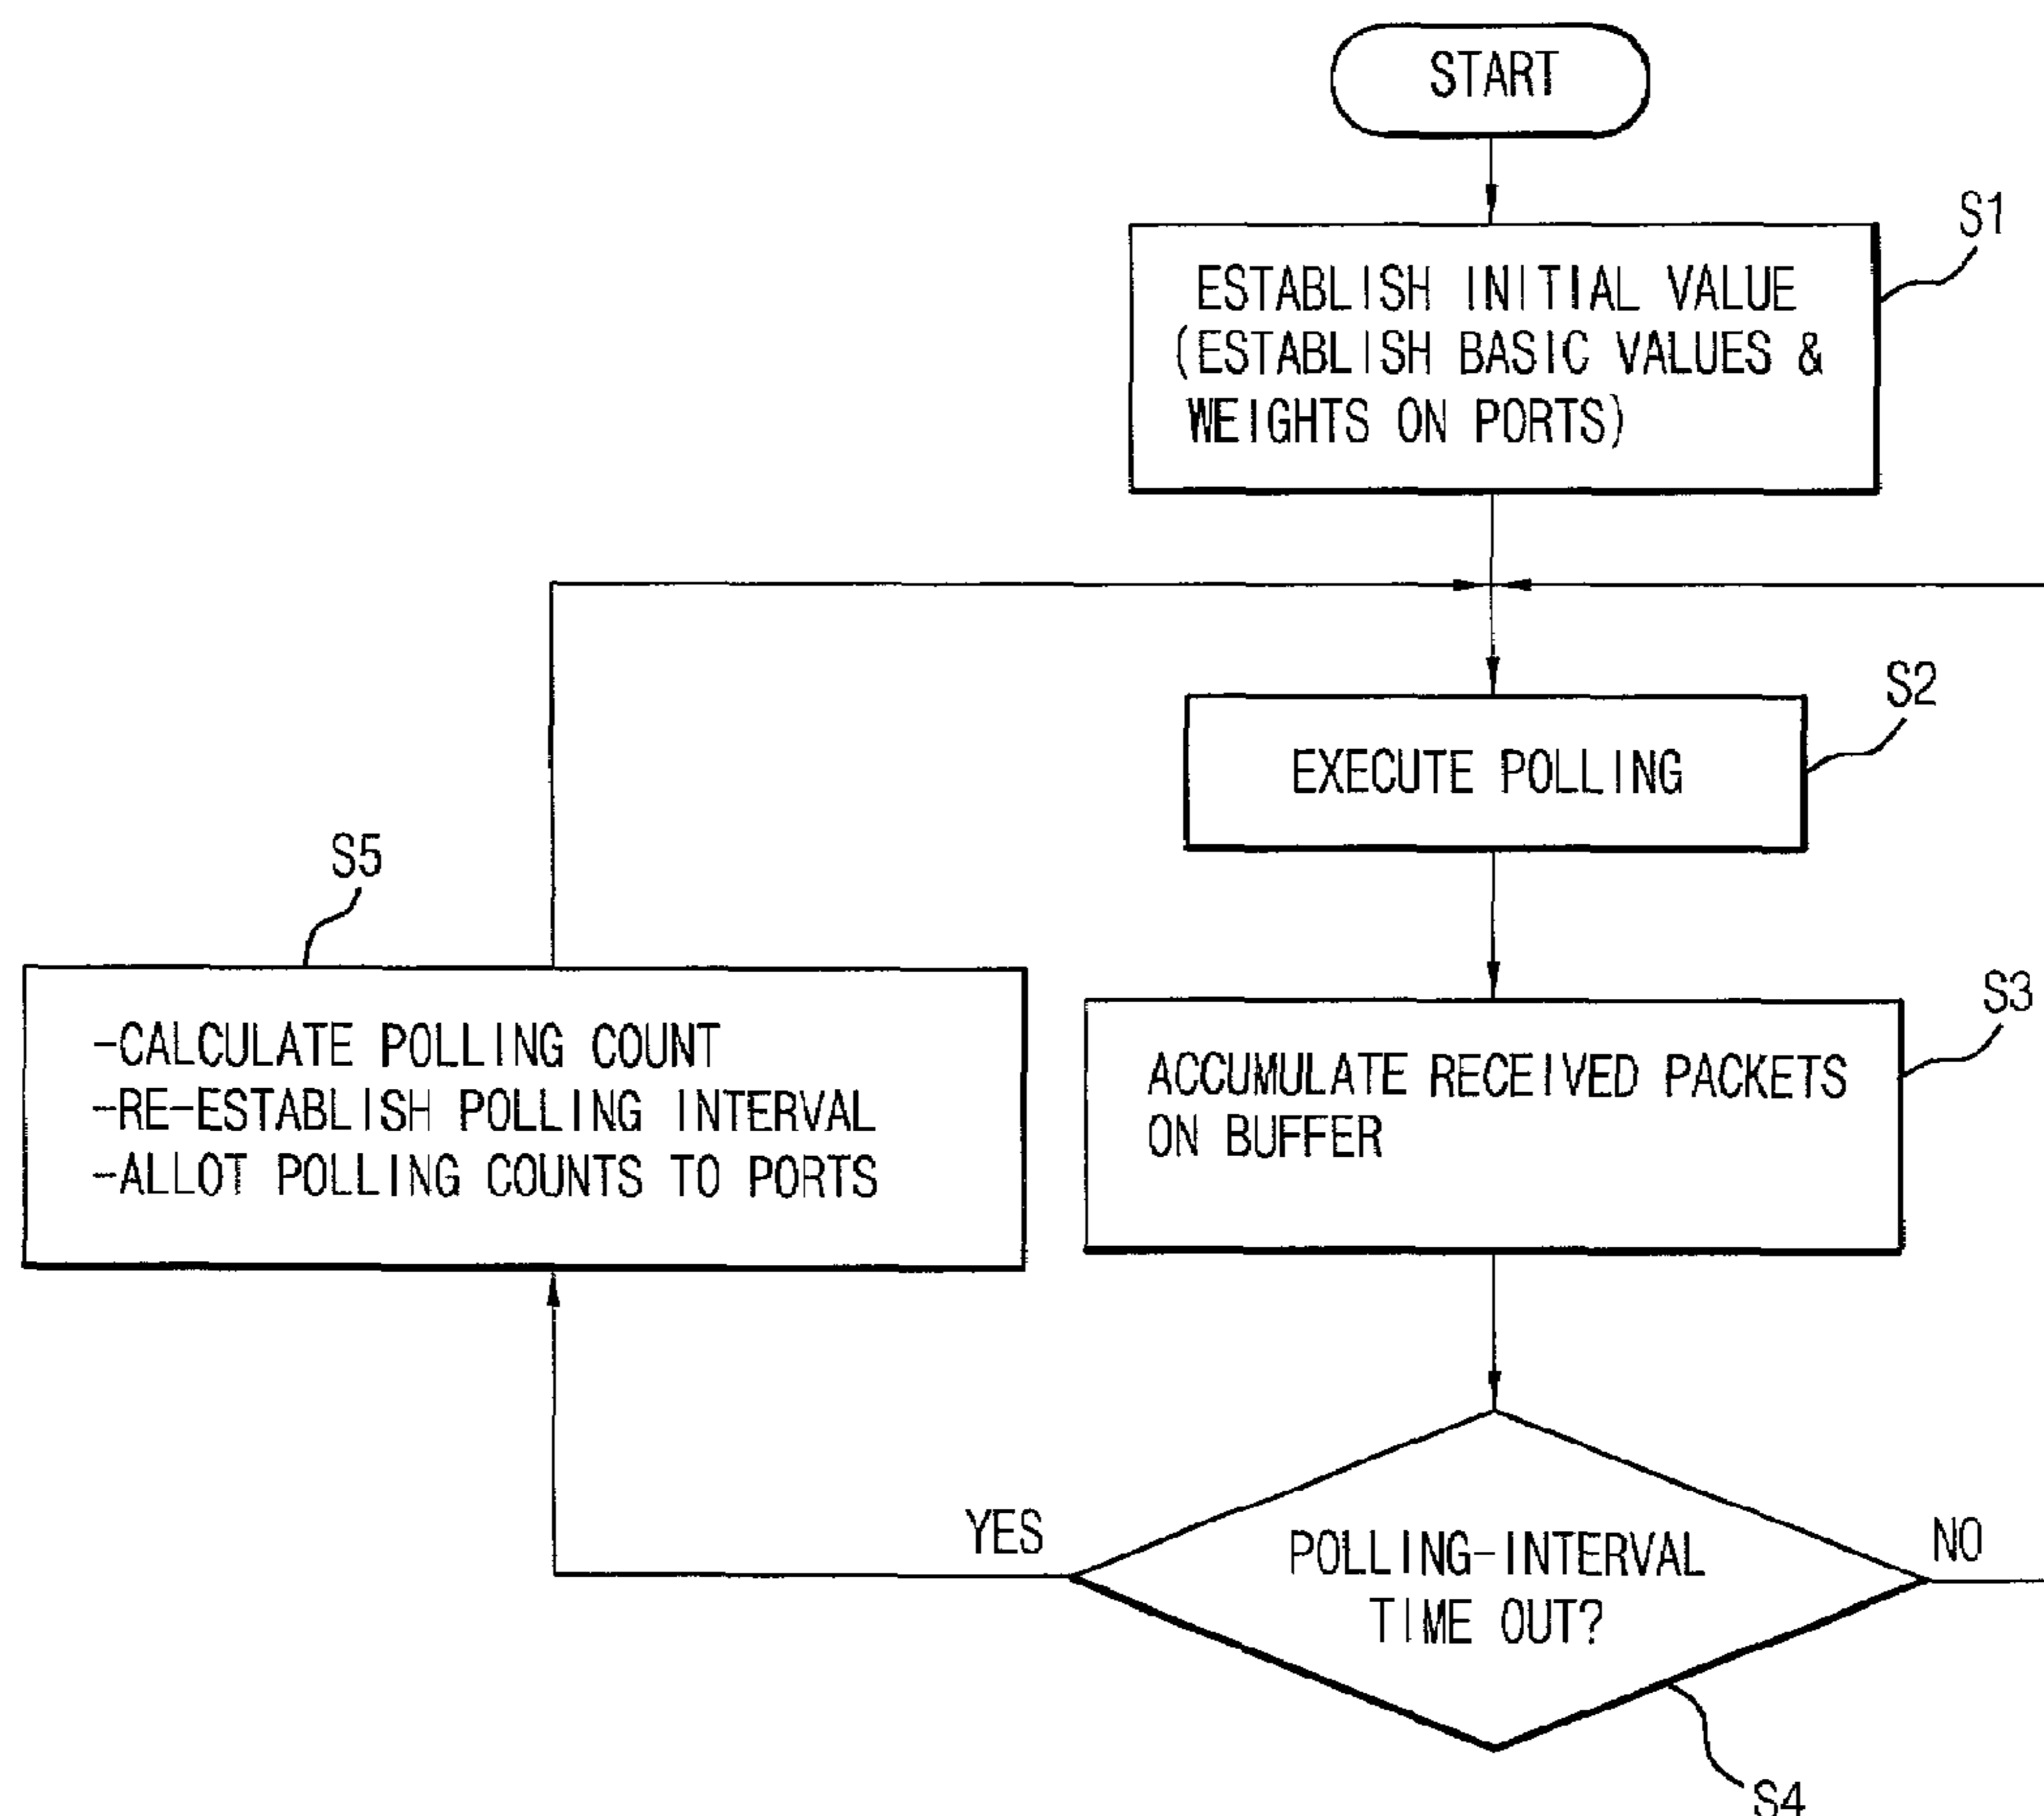 START
S1
ESTABLISH INITIAL VALUE
(ESTABLISH BASIC VALUES &
WEIGHTS ON PORTS)
S2
EXECUTE POLLING
S5
-CALCULATE POLLING COUNT
-RE-ESTABLISH POLLING INTERVAL
-ALLOT POLLING COUNTS TO PORTS
S3
ACCUMULATE RECEIVED PACKETS
ON BUFFER
YES
POLLING-INTERVAL
TIME OUT?
NO
S4